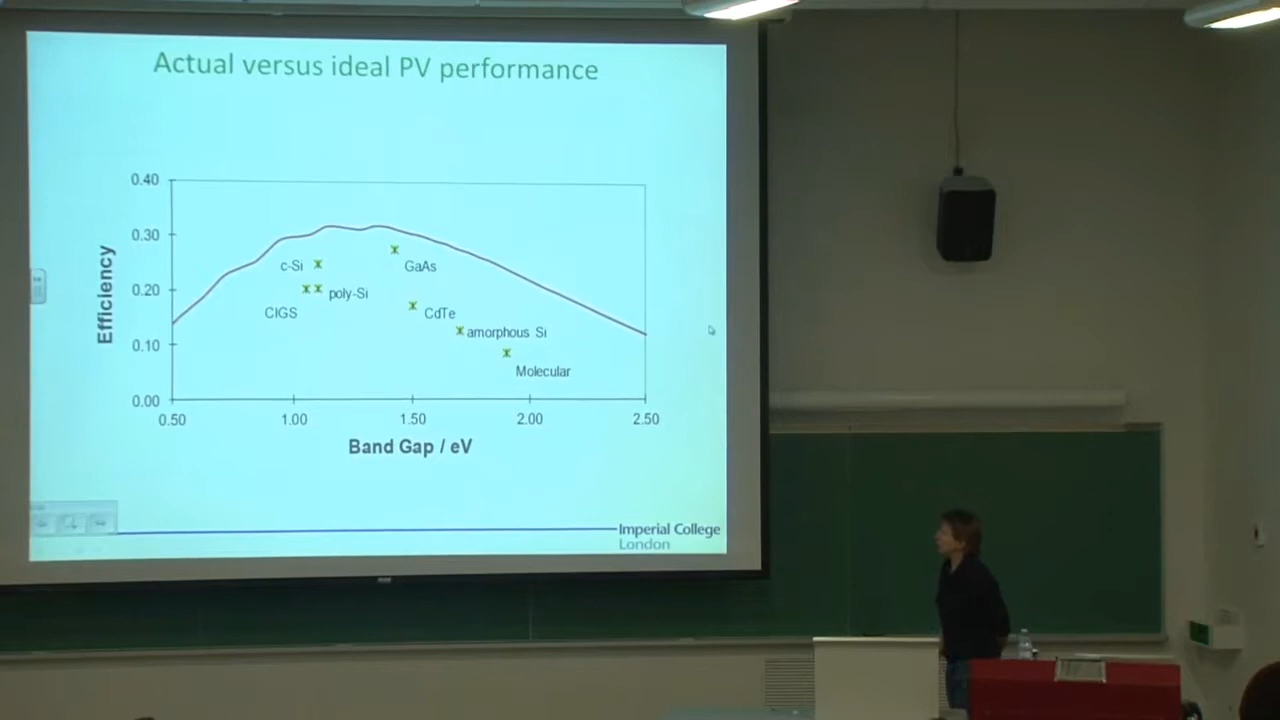 Actual versus ideal PV performance
0.40
0.30
0.20
0.10
0.00
Efficiency
c-Si
GaAs
poly-Si
CIGS
CdTe
amorphous Si
Molecular
0.50
1.00
1.50
2.00
2.50
Band Gap / eV
Imperial College
London